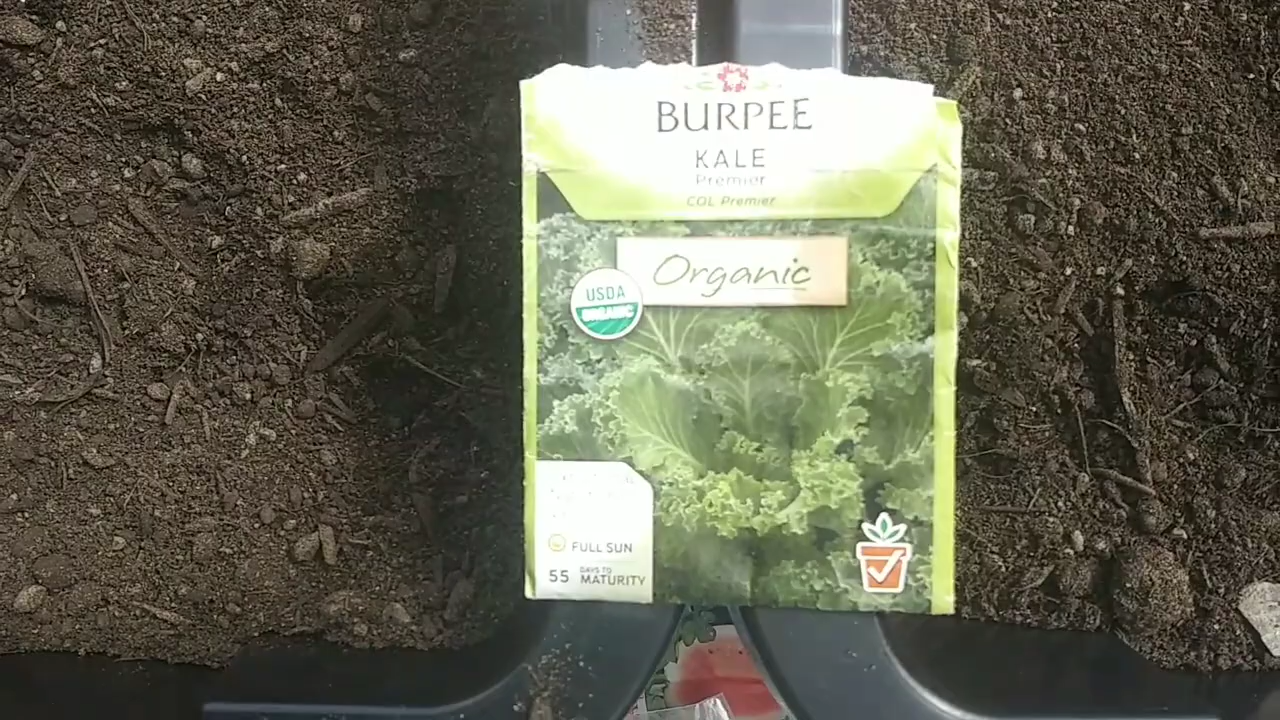 BURPEE
KALE
Premier
COL Premier
Organic
USDA
ORGANIC
FULL SUN
55 DAYS TO MATURITY